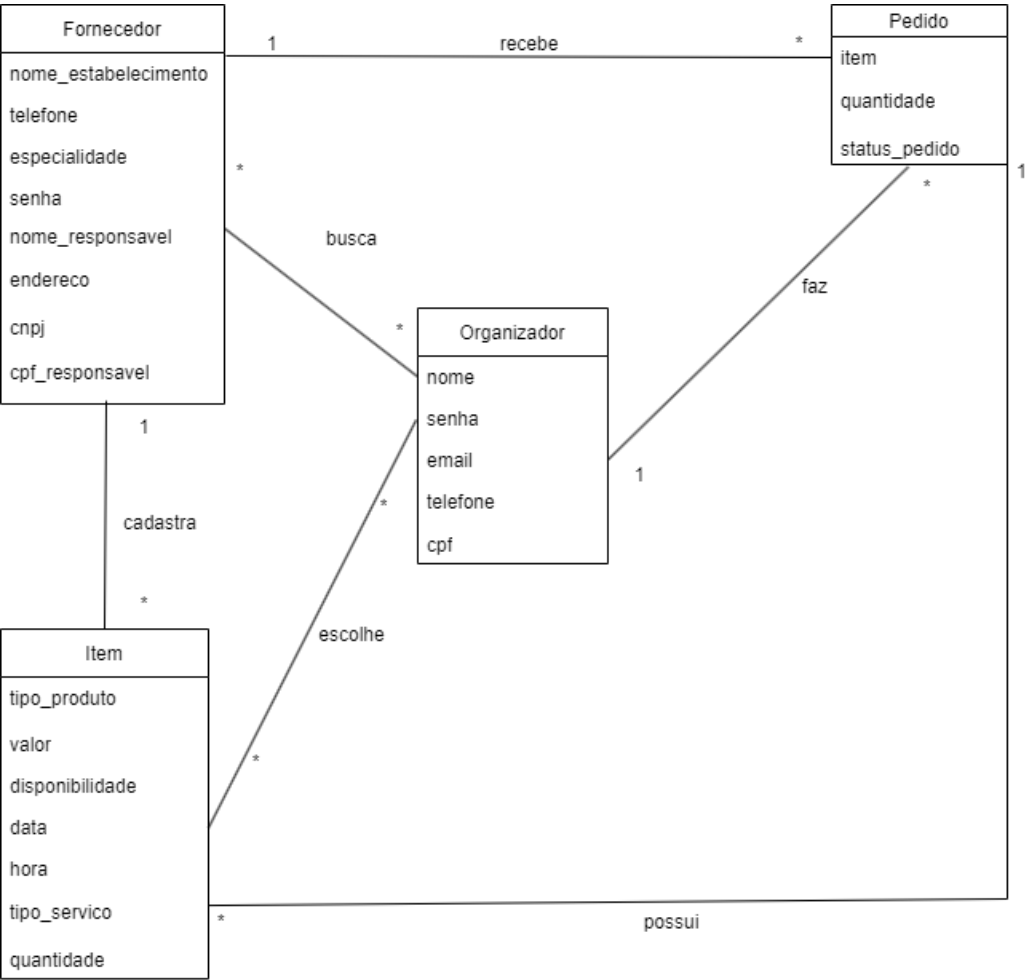 Fornecedor
nome_estabelecimento
telefone
especialidade
senha
nome_responsavel
endereco
cnpj
cpf_responsavel
1
recebe
*
Pedido
item
quantidade
status_pedido
1
*
*
busca
*
faz
1
Organizador
nome
senha
email
telefone
cpf
1
cadastra
*
*
escolhe
*
Item
tipo_produto
valor
disponibilidade
data
hora
tipo_servico
quantidade
*
possui